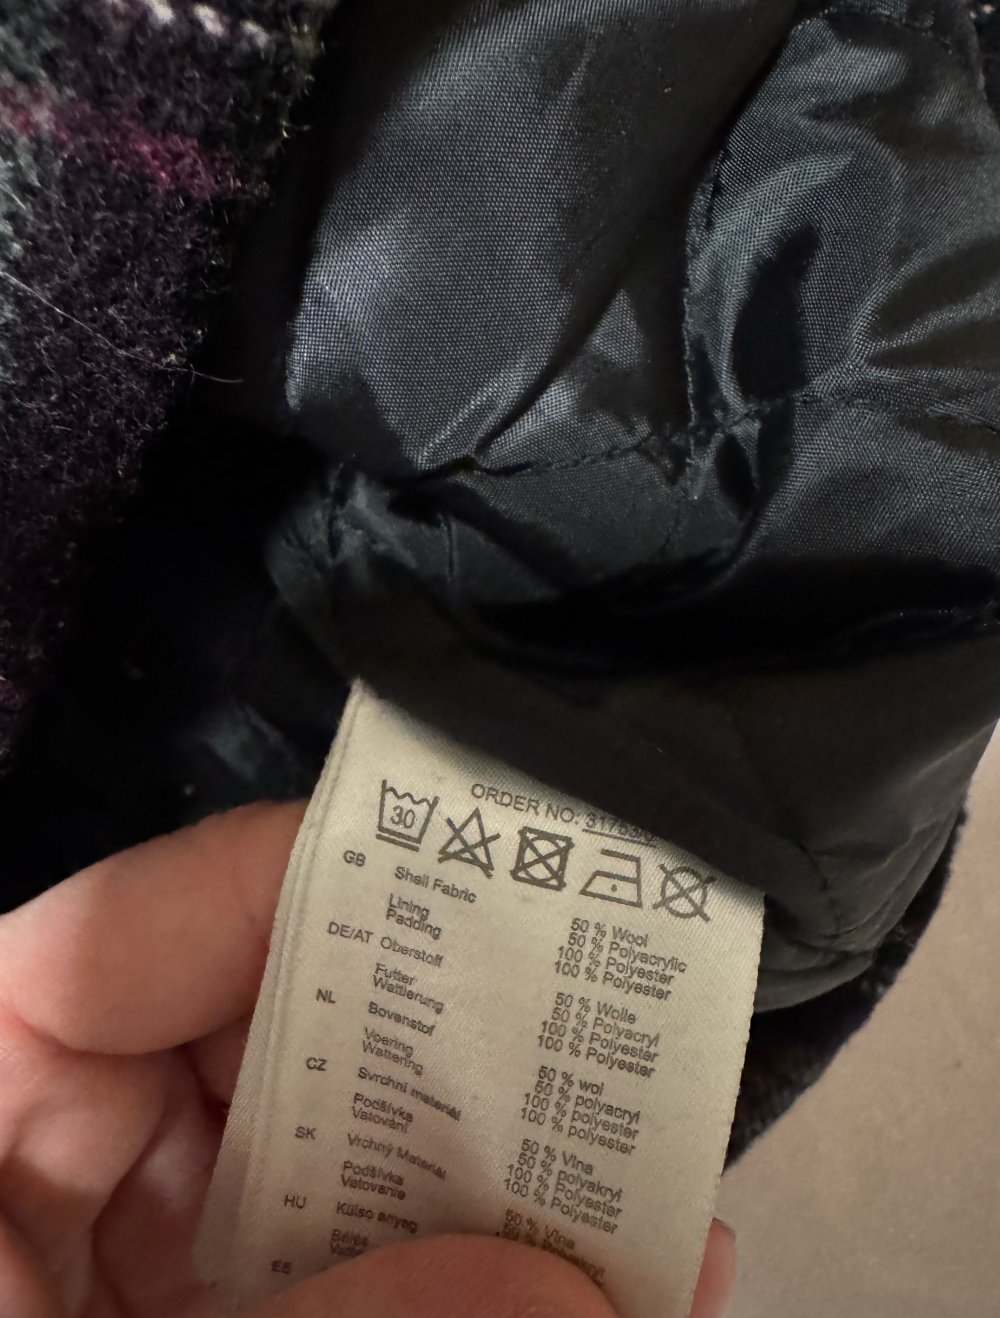 ORDER NO:
30
GB Shell Fabric 50 % Wool
50 % Polyacrylic
Lining 100 % Polyester
Padding 100 % Polyester
DE/AT Oberstoff 50 % Wolle
50 % Polyacryl
Futter 100 % Polyester
Wattierung 100 % Polyester
NL Bovenstof 50 % wol
50 % polyacryl
Voering 100 % polyester
Wattering 100 % polyester
CZ Svrchní materiál 50 % Vlna
50 % polyakryl
Podšívka 100 % Polyester
Vatování 100 % Polyester
SK Vrchný Materiál 50 % Vlna
Podšívka
Vatovanie
HU Külső anyag
Bélés
EE